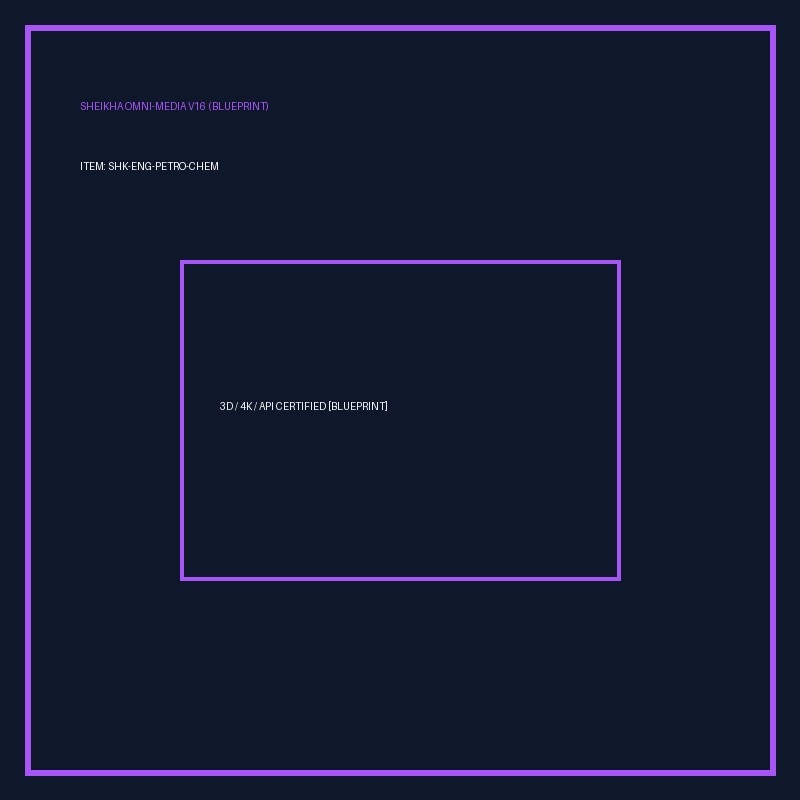 SHEIKHA OMNI-MEDIA V16 (BLUEPRINT)
ITEM: SHK-ENG-PETRO-CHEM
3D / 4K / API CERTIFIED [BLUEPRINT]